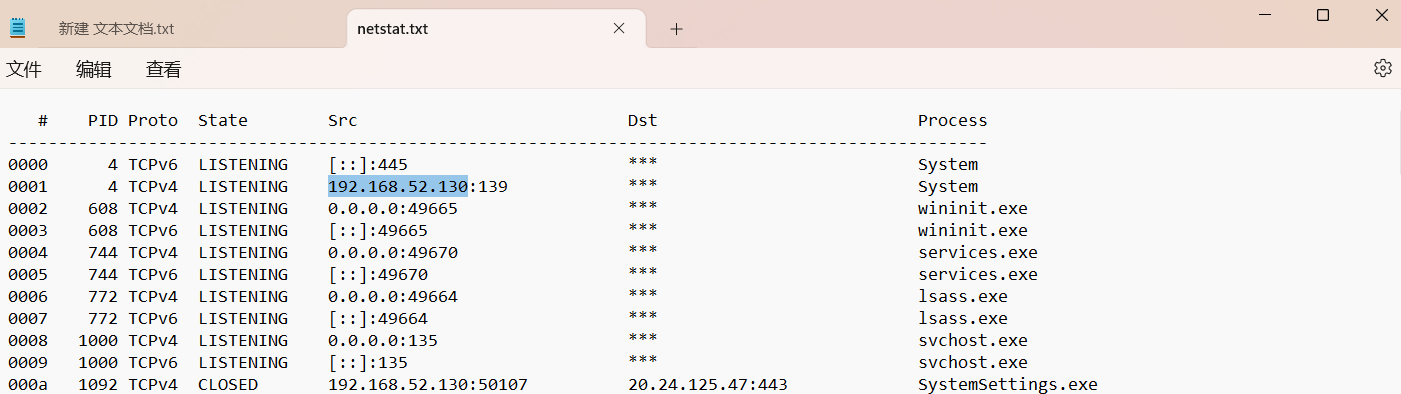 新建 文本文档.txt netstat.txt
文件 编辑 查看
# PID Proto State Src Dst Process
--------------------------------------------------------------------------------------------------
0000 4 TCPv6 LISTENING [::]:445 *** System
0001 4 TCPv4 LISTENING 192.168.52.130:139 *** System
0002 608 TCPv4 LISTENING 0.0.0.0:49665 *** wininit.exe
0003 608 TCPv6 LISTENING [::]:49665 *** wininit.exe
0004 744 TCPv4 LISTENING 0.0.0.0:49670 *** services.exe
0005 744 TCPv6 LISTENING [::]:49670 *** services.exe
0006 772 TCPv4 LISTENING 0.0.0.0:49664 *** lsass.exe
0007 772 TCPv6 LISTENING [::]:49664 *** lsass.exe
0008 1000 TCPv4 LISTENING 0.0.0.0:135 *** svchost.exe
0009 1000 TCPv6 LISTENING [::]:135 *** svchost.exe
000a 1092 TCPv4 CLOSED 192.168.52.130:50107 20.24.125.47:443 SystemSettings.exe